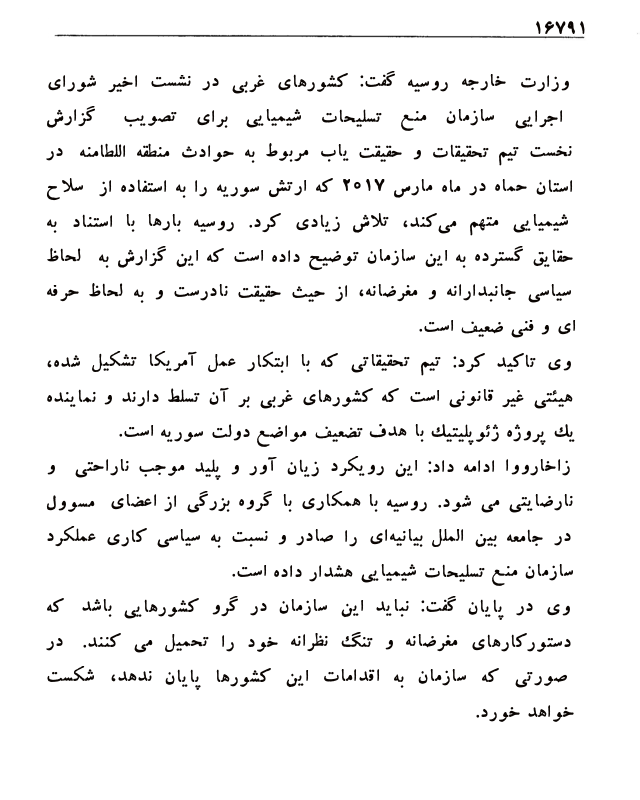 ۱۶۷۹۱
وزارت خارجه روسیه گفت: کشورهای غربی در نشست اخیر شورای
اجرایی سازمان منع تسلیحات شیمیایی برای تصویب گزارش
نخست تیم تحقیقات و حقیقت یاب مربوط به حوادث منطقه اللطامنه در
استان حماه در ماه مارس ۲۰۱۷ که ارتش سوریه را به استفاده از سلاح
شیمیایی متهم می‌کند، تلاش زیادی کرد. روسیه بارها با استناد به
حقایق گسترده به این سازمان توضیح داده است که این گزارش به لحاظ
سیاسی جانبدارانه و مغرضانه، از حیث حقیقت نادرست و به لحاظ حرفه
ای و فنی ضعیف است.
وی تاکید کرد: تیم تحقیقاتی که با ابتکار عمل آمریکا تشکیل شده،
هیئتی غیر قانونی است که کشورهای غربی بر آن تسلط دارند و نماینده
یک پروژه ژئوپلیتیک با هدف تضعیف مواضع دولت سوریه است.
زاخارووا ادامه داد: این رویکرد زیان آور و پلید موجب ناراحتی و
نارضایتی می شود. روسیه با همکاری با گروه بزرگی از اعضای مسوول
در جامعه بین الملل بیانیه‌ای را صادر و نسبت به سیاسی کاری عملکرد
سازمان منع تسلیحات شیمیایی هشدار داده است.
وی در پایان گفت: نباید این سازمان در گرو کشورهایی باشد که
دستورکارهای مغرضانه و تنگ نظرانه خود را تحمیل می کنند. در
صورتی که سازمان به اقدامات این کشورها پایان ندهد، شکست
خواهد خورد.